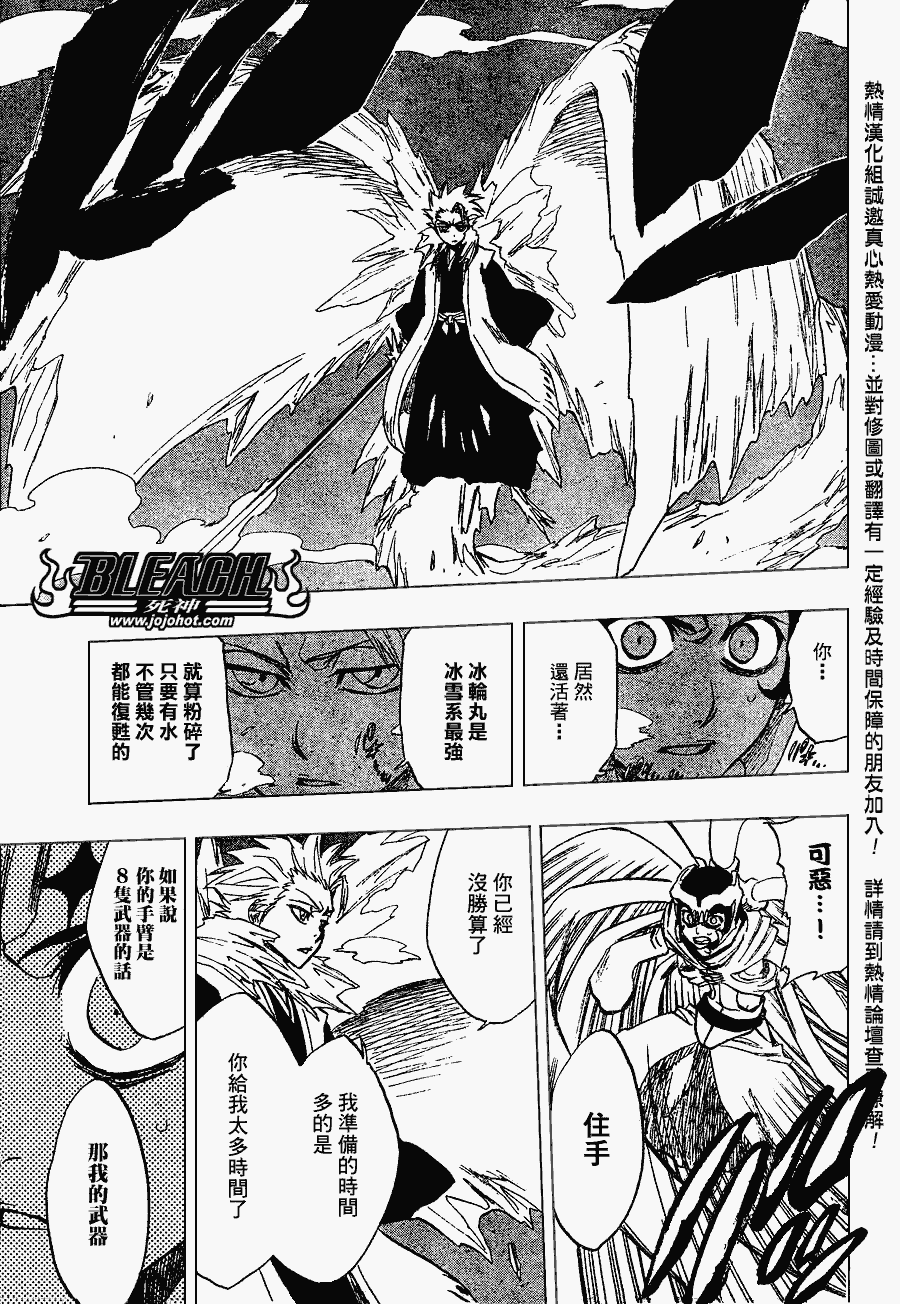 熱情漢化組誠邀真心熱愛動漫…並對修圖或翻譯有一定經驗及時間保障的朋友加入！ 詳情請到熱情論壇查 解！
BLEACH
死神
www.jojohot.com
你…
居然
還活著…
冰輪丸是
冰雪系最強
就算粉碎了
只要有水
不管幾次
都能復甦的
可惡…！
住手
你已經
沒勝算了
我準備的時間
多的是
你給我太多時間了
如果說
你的手臂是
8隻武器的話
那我的武器